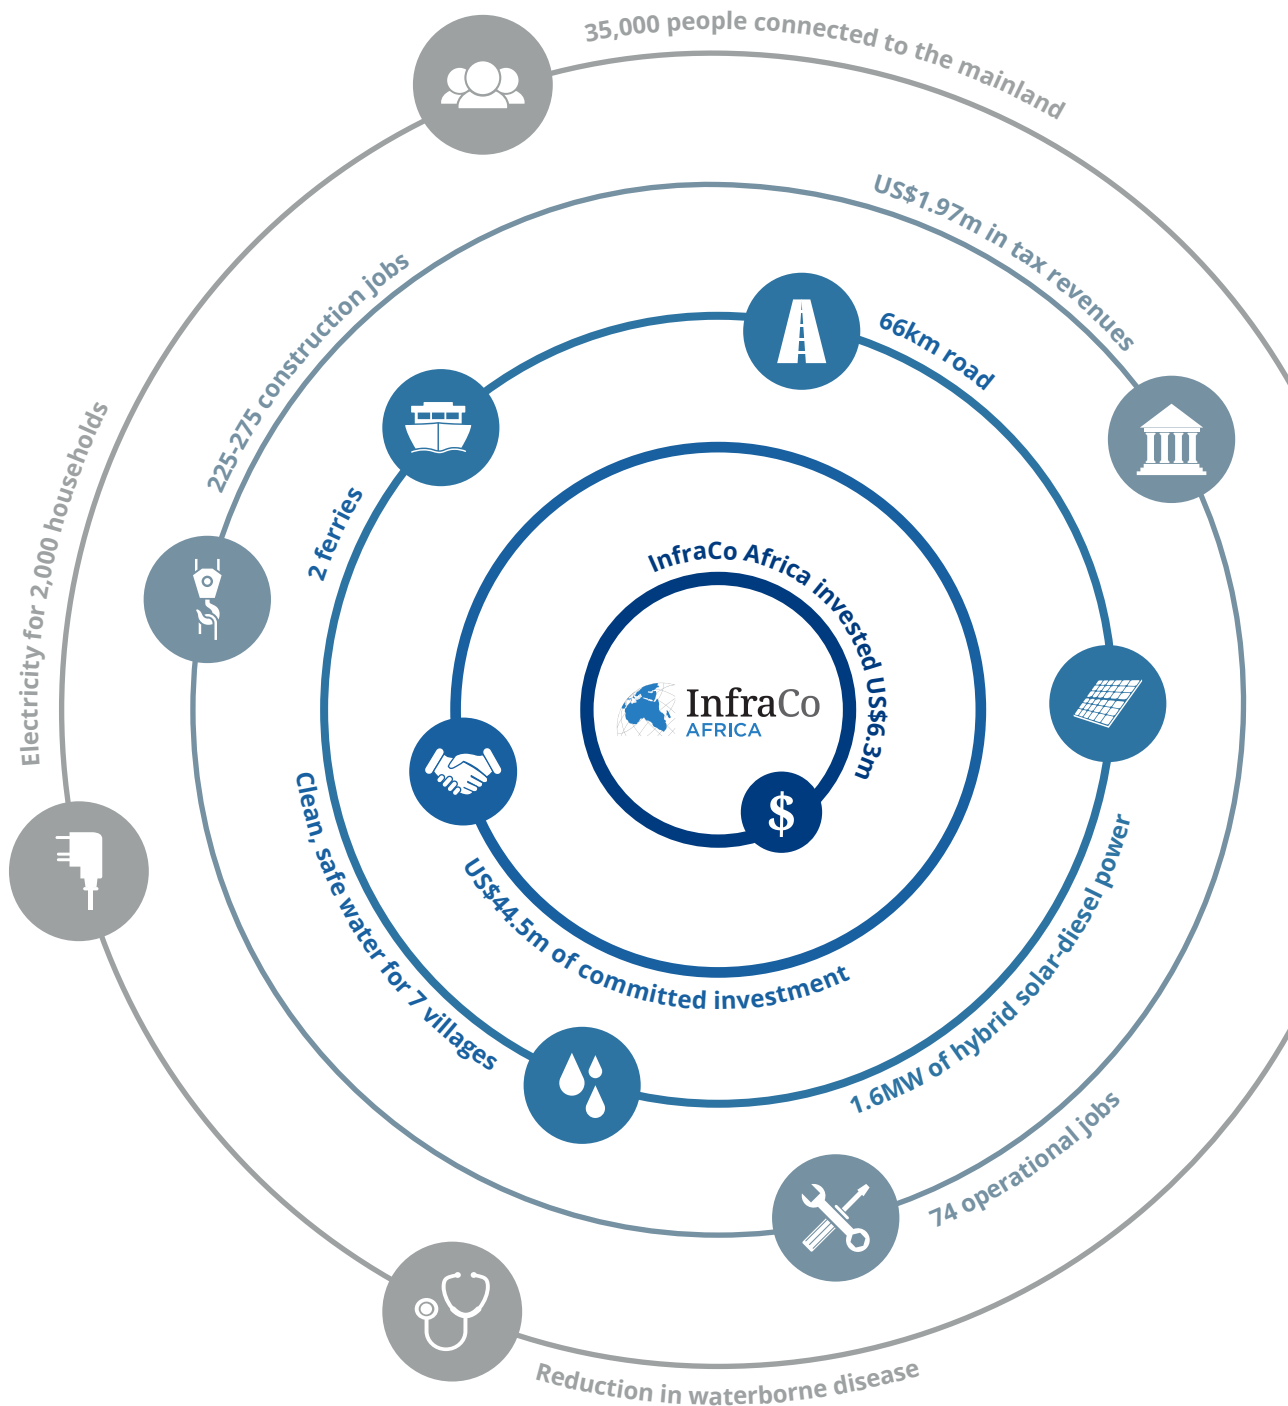 35,000 people connected to the mainland
US$1.97m in tax revenues
225-275 construction jobs
66km road
Electricity for 2,000 households
2 ferries
InfraCo Africa invested US$6.3m
InfraCo
AFRICA
$
Clean, safe water for 7 villages
US$44.5m of committed investment
1.6MW of hybrid solar-diesel power
74 operational jobs
Reduction in waterborne disease